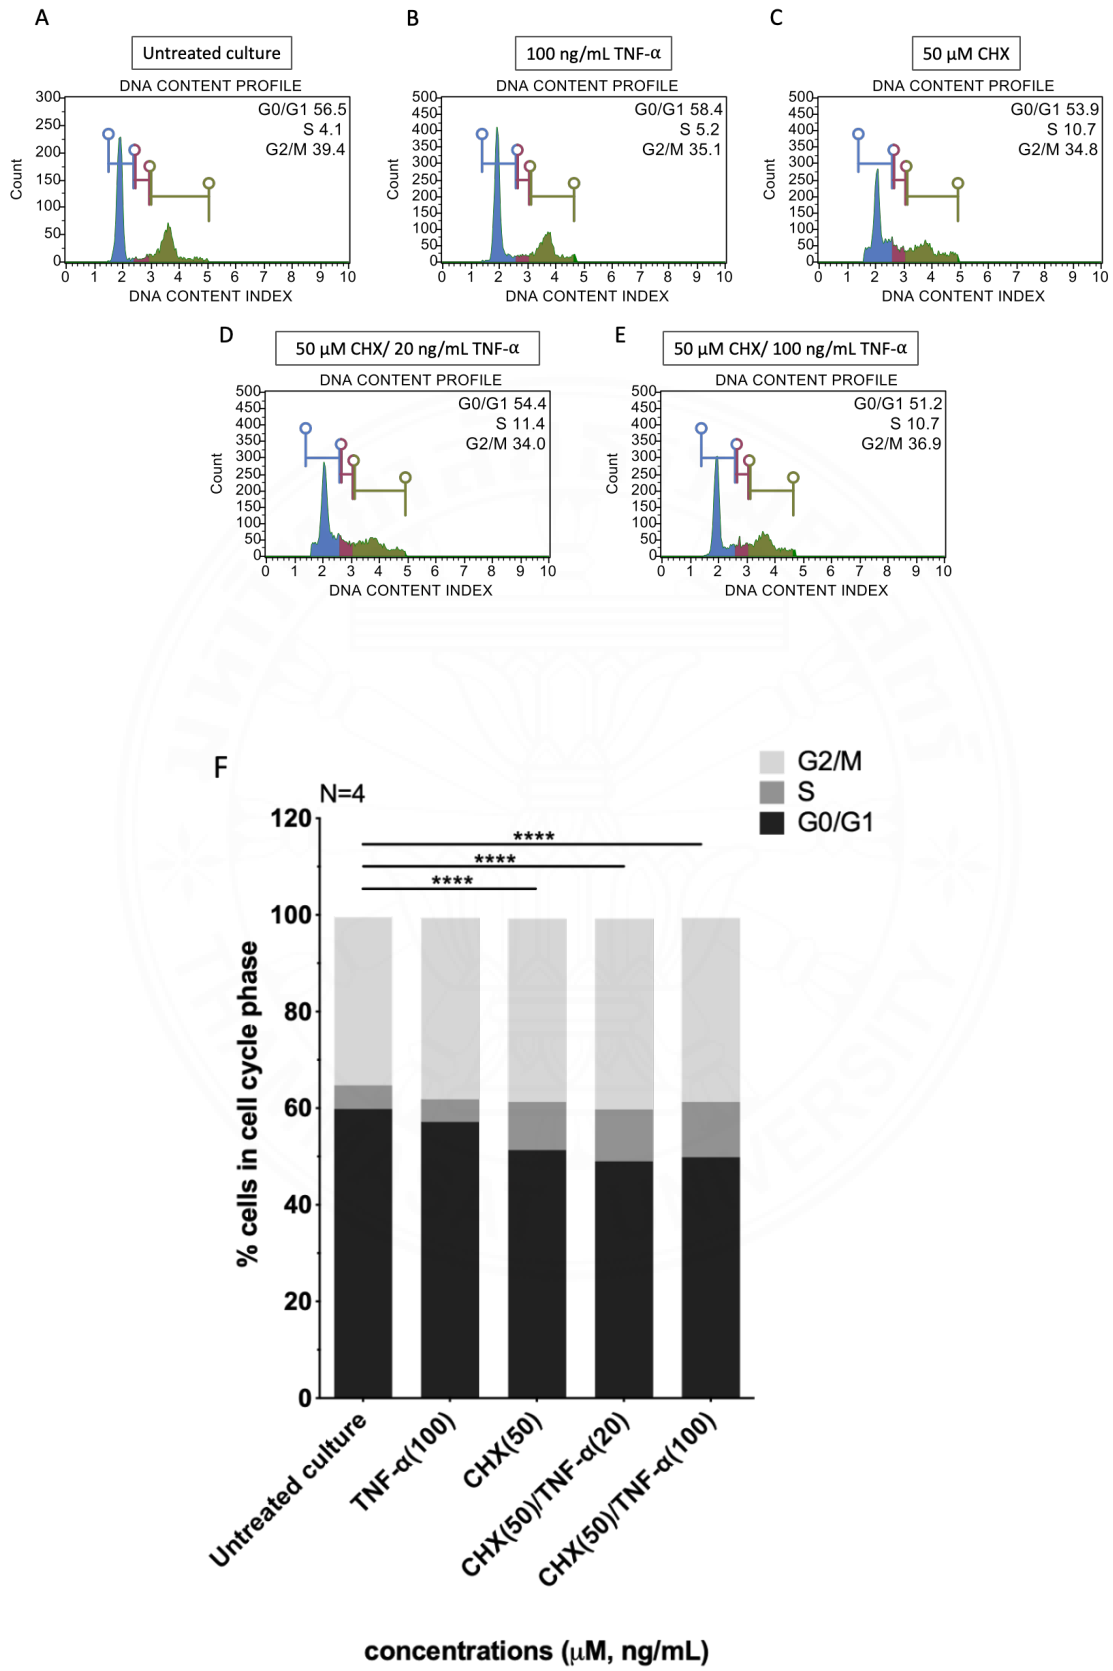 A
Untreated culture
DNA CONTENT PROFILE
G0/G1 56.5
S 4.1
G2/M 39.4
Count
300
250
200
150
100
50
0
0 1 2 3 4 5 6 7 8 9 10
DNA CONTENT INDEX
B
100 ng/mL TNF-α
DNA CONTENT PROFILE
G0/G1 58.4
S 5.2
G2/M 35.1
Count
500
450
400
350
300
250
200
150
100
50
0
0 1 2 3 4 5 6 7 8 9 10
DNA CONTENT INDEX
C
50 μM CHX
DNA CONTENT PROFILE
G0/G1 53.9
S 10.7
G2/M 34.8
Count
500
450
400
350
300
250
200
150
100
50
0
0 1 2 3 4 5 6 7 8 9 10
DNA CONTENT INDEX
D
50 μM CHX/ 20 ng/mL TNF-α
DNA CONTENT PROFILE
G0/G1 54.4
S 11.4
G2/M 34.0
Count
500
450
400
350
300
250
200
150
100
50
0
0 1 2 3 4 5 6 7 8 9 10
DNA CONTENT INDEX
E
50 μM CHX/ 100 ng/mL TNF-α
DNA CONTENT PROFILE
G0/G1 51.2
S 10.7
G2/M 36.9
Count
500
450
400
350
300
250
200
150
100
50
0
0 1 2 3 4 5 6 7 8 9 10
DNA CONTENT INDEX
F
G2/M
S
G0/G1
N=4
****
****
****
% cells in cell cycle phase
120
100
80
60
40
20
0
Untreated culture
TNF-α(100)
CHX(50)
CHX(50)/TNF-α(20)
CHX(50)/TNF-α(100)
concentrations (μM, ng/mL)